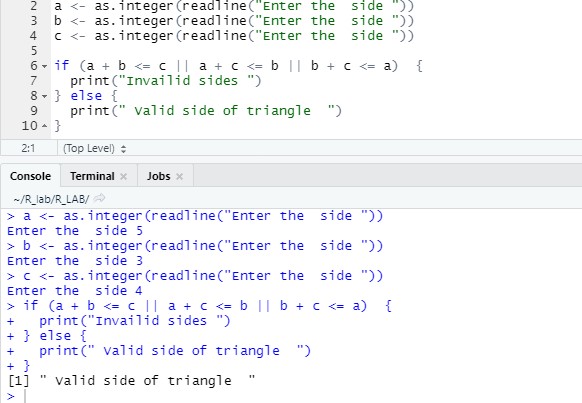 2 a <- as.integer(readline("Enter the  side "))
3 b <- as.integer(readline("Enter the  side "))
4 c <- as.integer(readline("Enter the  side "))
5
6 if (a + b <= c || a + c <= b || b + c <= a)  {
7   print("Invailid sides ")
8 } else {
9   print(" Valid side of triangle  ")
10 }
2:1 (Top Level)
Console Terminal Jobs
~/R_lab/R_LAB/
> a <- as.integer(readline("Enter the  side "))
Enter the  side 5
> b <- as.integer(readline("Enter the  side "))
Enter the  side 3
> c <- as.integer(readline("Enter the  side "))
Enter the  side 4
> if (a + b <= c || a + c <= b || b + c <= a)  {
+   print("Invailid sides ")
+ } else {
+   print(" Valid side of triangle  ")
+ }
[1] " Valid side of triangle  "
>